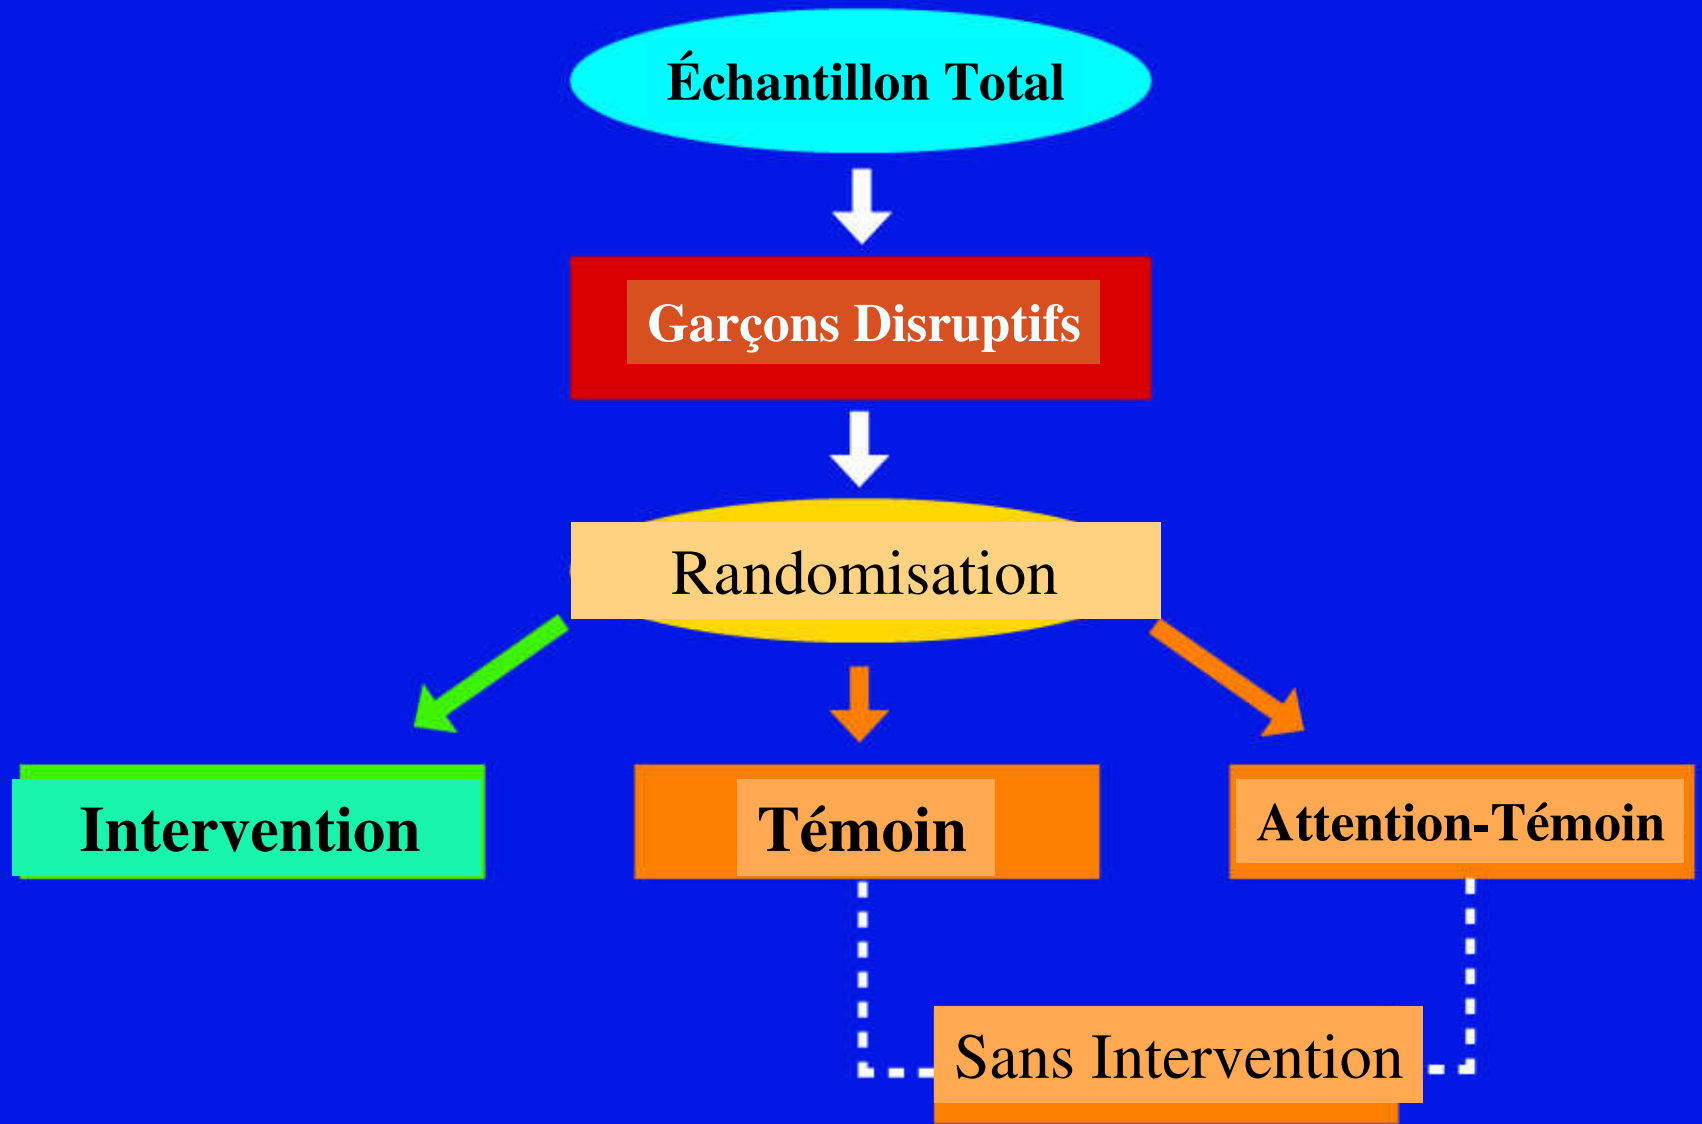 Échantillon Total
Garçons Disruptifs
Randomisation
Intervention
Témoin
Attention-Témoin
Sans Intervention